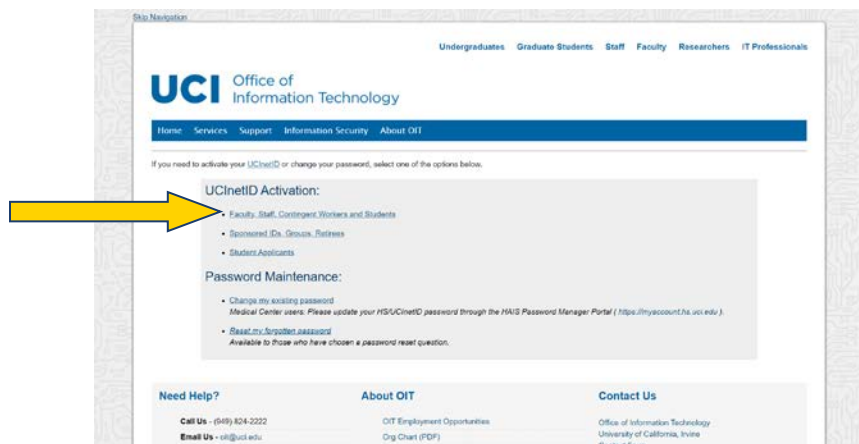 Skip Navigation
Undergraduates Graduate Students Staff Faculty Researchers IT Professionals
UCI Office of
Information Technology
Home Services Support Information Security About OIT
If you need to activate your UCInetID or change your password, select one of the options below.
UCInetID Activation:
• Faculty, Staff, Contingent Workers and Students
• Sponsored IDs, Groups, Retirees
• Student Applicants
Password Maintenance:
• Change my existing password
Medical Center users: Please update your HS/UCInetID password through the HAIS Password Manager Portal ( https://myaccount.hs.uci.edu ).
• Reset my forgotten password
Available to those who have chosen a password reset question.
Need Help? About OIT Contact Us
Call Us - (949) 824-2222 OIT Employment Opportunities Office of Information Technology
Email Us - oit@uci.edu Org Chart (PDF) University of California, Irvine